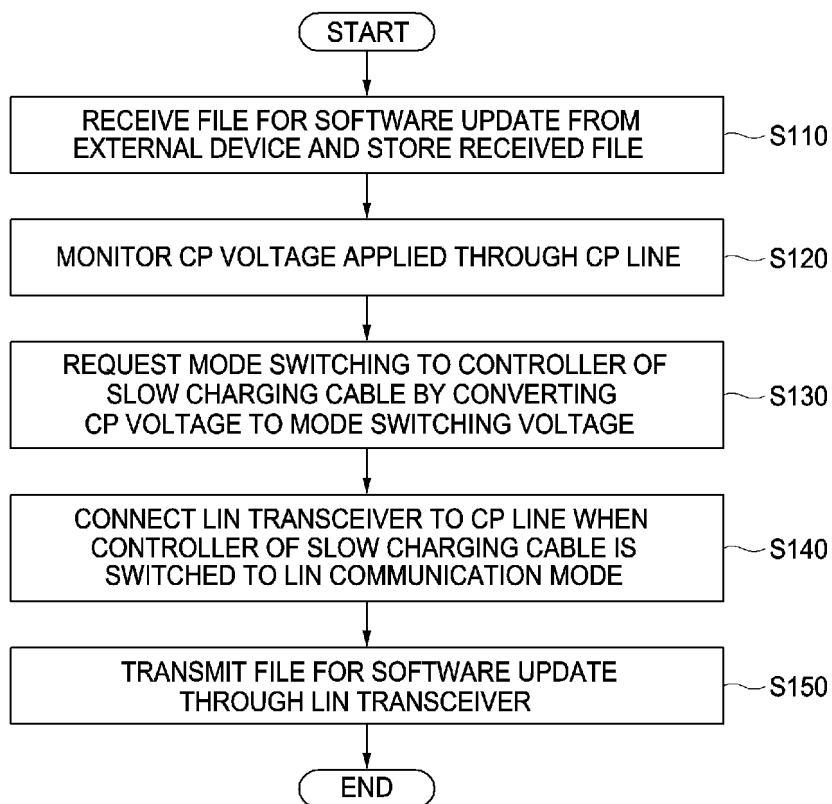 START
RECEIVE FILE FOR SOFTWARE UPDATE FROM
EXTERNAL DEVICE AND STORE RECEIVED FILE
S110
MONITOR CP VOLTAGE APPLIED THROUGH CP LINE
S120
REQUEST MODE SWITCHING TO CONTROLLER OF
SLOW CHARGING CABLE BY CONVERTING
CP VOLTAGE TO MODE SWITCHING VOLTAGE
S130
CONNECT LIN TRANSCEIVER TO CP LINE WHEN
CONTROLLER OF SLOW CHARGING CABLE IS
SWITCHED TO LIN COMMUNICATION MODE
S140
TRANSMIT FILE FOR SOFTWARE UPDATE
THROUGH LIN TRANSCEIVER
S150
END